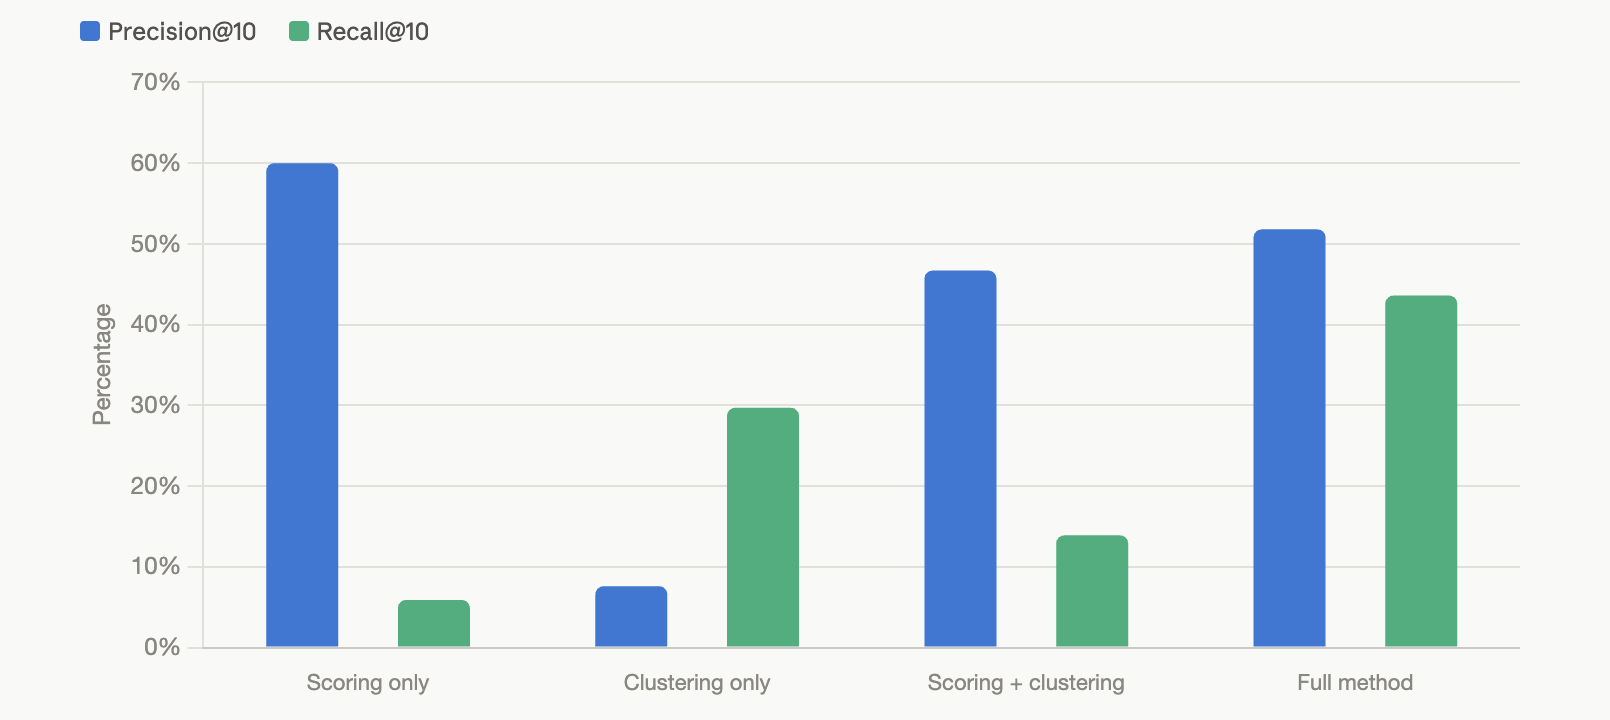 Precision@10 Recall@10
70%
60%
50%
40%
30%
20%
10%
0%
Percentage
Scoring only Clustering only Scoring + clustering Full method